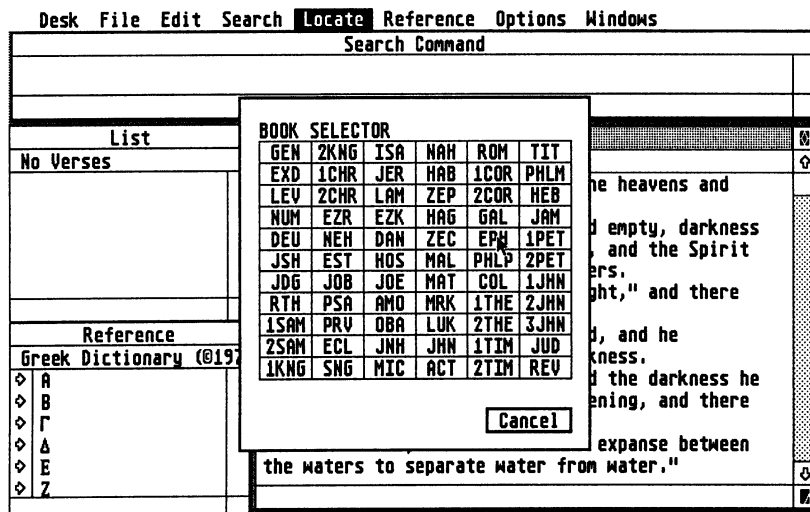 Desk File Edit Search Locate Reference Options Windows
Search Command
List
No Verses
Reference
Greek Dictionary (©197
Α
Β
Γ
Δ
Ε
Ζ
BOOK SELECTOR
GEN 2KNG ISA NAH ROM TIT
EXD 1CHR JER HAB 1COR PHLM
LEV 2CHR LAM ZEP 2COR HEB
NUM EZR EZK HAG GAL JAM
DEU NEH DAN ZEC EPH 1PET
JSH EST HOS MAL PHLP 2PET
JDG JOB JOE MAT COL 1JHN
RTH PSA AMO MRK 1THE 2JHN
1SAM PRV OBA LUK 2THE 3JHN
2SAM ECL JNH JHN 1TIM JUD
1KNG SNG MIC ACT 2TIM REV
Cancel
he heavens and
d empty, darkness
, and the Spirit
ers.
ght," and there
d, and he
kness.
d the darkness he
ening, and there
expanse between
the waters to separate water from water."